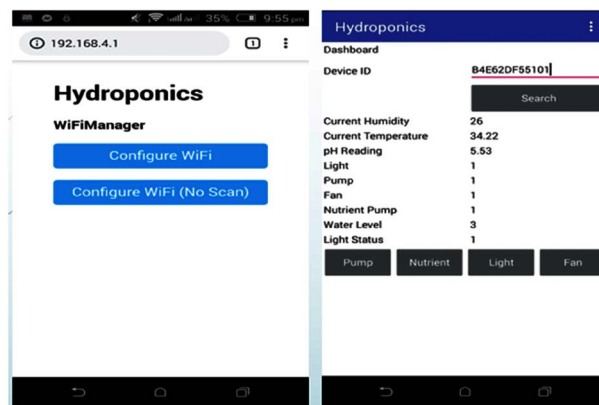 35% 9:55 pm
192.168.4.1
1
Hydroponics
WiFiManager
Configure WiFi
Configure WiFi (No Scan)
Hydroponics
Dashboard
Device ID B4E62DF55101
Search
Current Humidity 26
Current Temperature 34.22
pH Reading 5.53
Light 1
Pump 1
Fan 1
Nutrient Pump 1
Water Level 3
Light Status 1
Pump Nutrient Light Fan